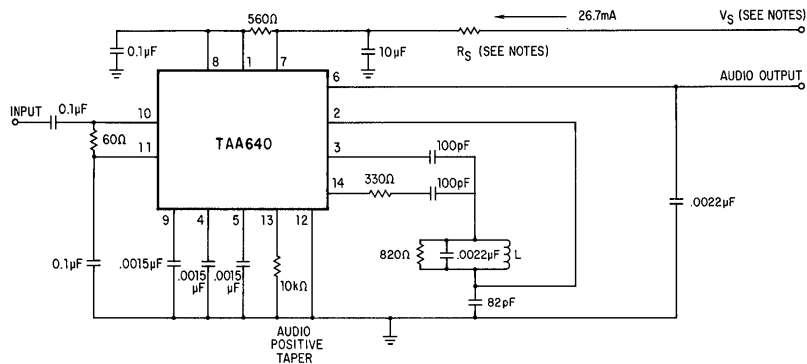 560Ω
26.7mA
V_S (SEE NOTES)
0.1µF
10µF
R_S (SEE NOTES)
8
1
7
6
AUDIO OUTPUT
INPUT
0.1µF
10
2
60Ω
TAA640
11
3
100pF
330Ω
100pF
14
.0022µF
9
4
5
13
12
820Ω
.0022µF
L
0.1µF
.0015µF
.0015
µF
.0015
µF
10kΩ
82pF
AUDIO
POSITIVE
TAPER